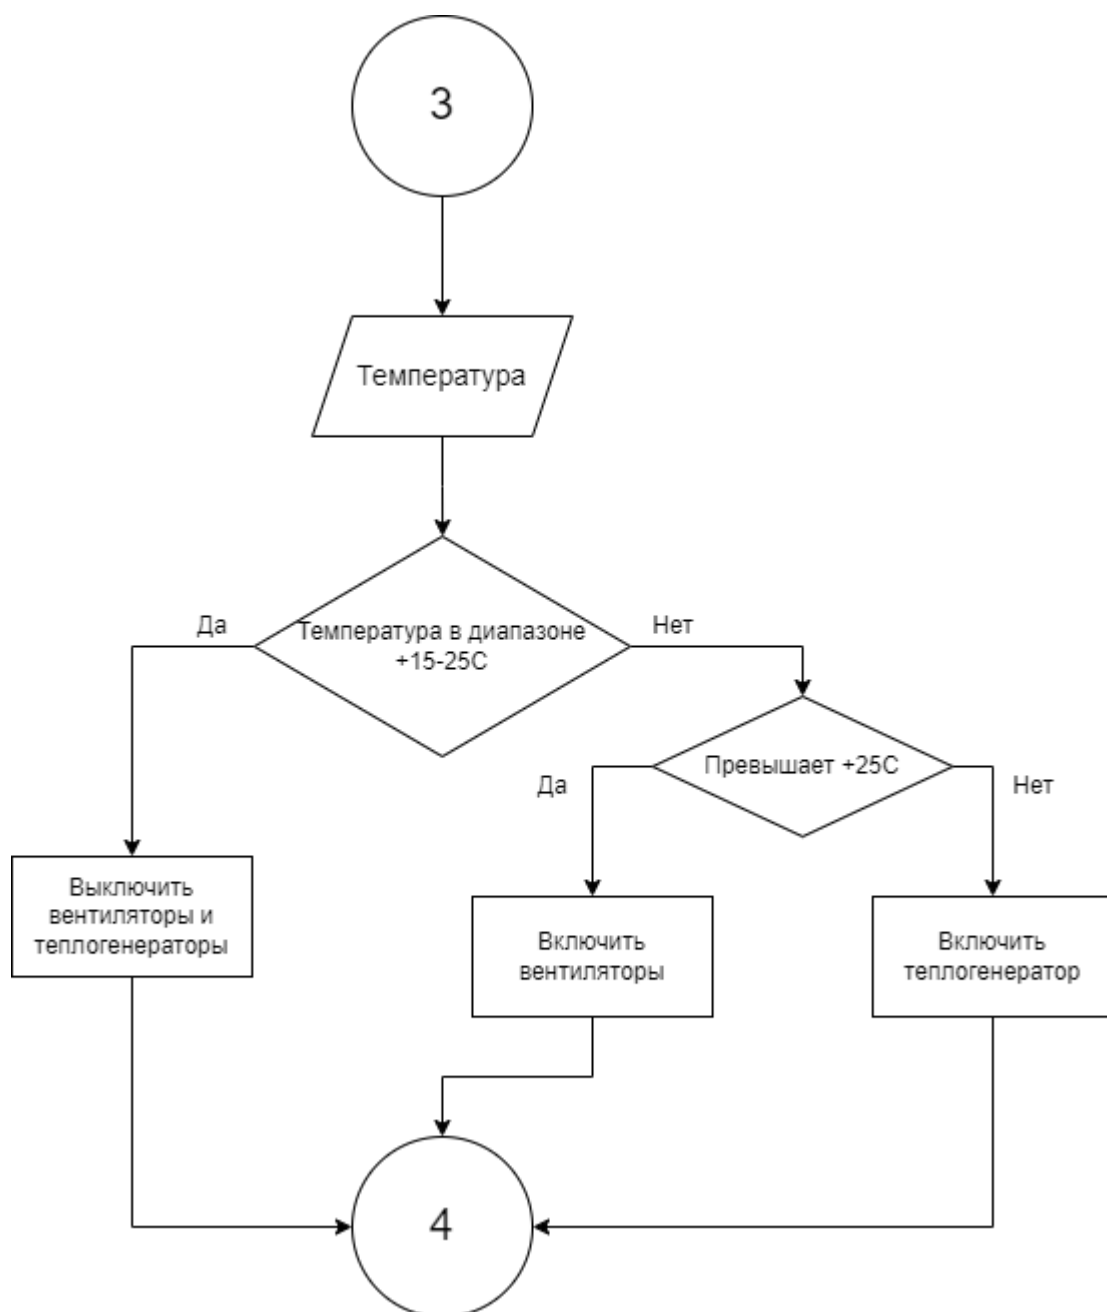 3
Температура
Да
Температура в диапазоне
+15-25С
Нет
Да
Превышает +25С
Нет
Выключить
вентиляторы и
теплогенераторы
Включить
вентиляторы
Включить
теплогенератор
4